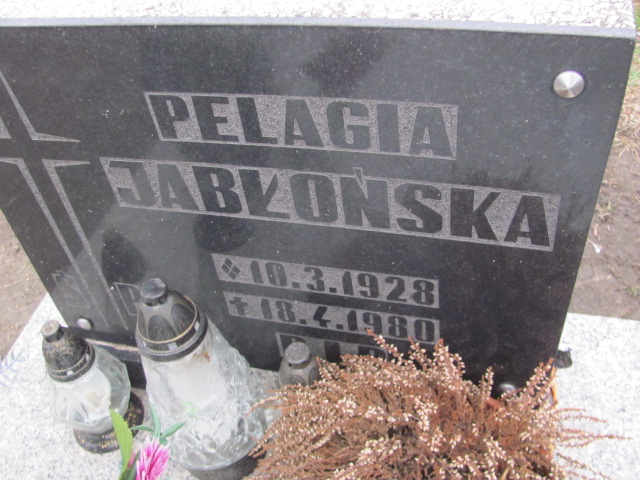 PELAGIA
JABŁOŃSKA
10.3.1928
✝ 18.4.1980